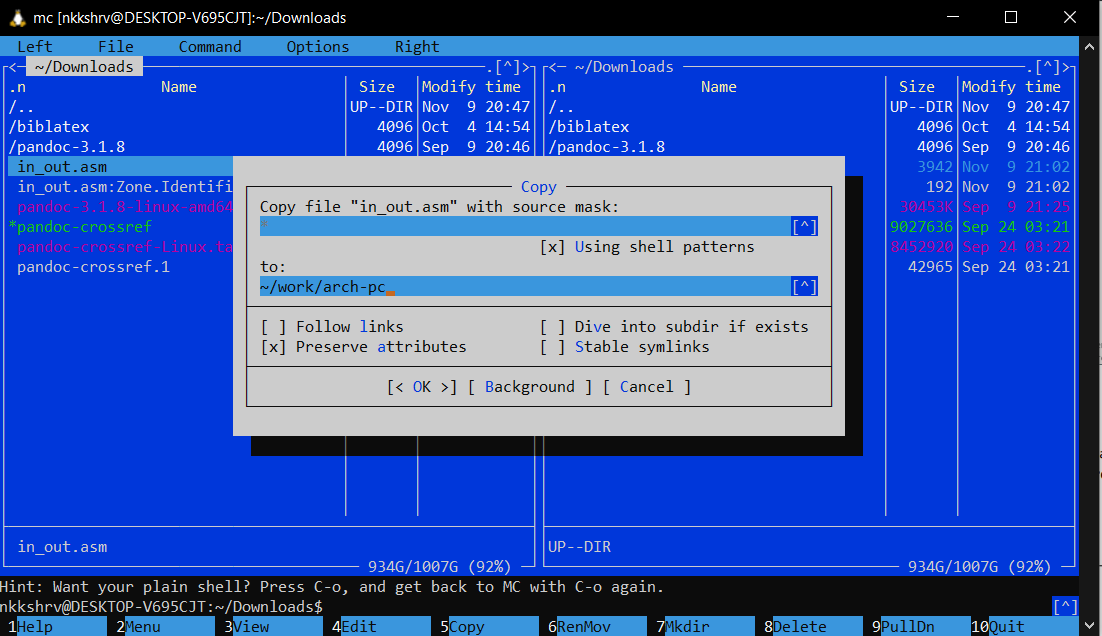 mc [nkkshrv@DESKTOP-V695CJT]:~/Downloads
Left File Command Options Right
<─ ~/Downloads .[^]> <─ ~/Downloads .[^]>
.n Name Size Modify time .n Name Size Modify time
/.. UP--DIR Nov 9 20:47 /.. UP--DIR Nov 9 20:47
/biblatex 4096 Oct 4 14:54 /biblatex 4096 Oct 4 14:54
/pandoc-3.1.8 4096 Sep 9 20:46 /pandoc-3.1.8 4096 Sep 9 20:46
in_out.asm 3942 Nov 9 21:02
in_out.asm:Zone.Identifi Copy 192 Nov 9 21:02
pandoc-3.1.8-linux-amd64 Copy file "in_out.asm" with source mask: 30453K Sep 9 21:25
*pandoc-crossref * [^] 9027636 Sep 24 03:21
pandoc-crossref-Linux.ta [x] Using shell patterns 8452920 Sep 24 03:22
pandoc-crossref.1 to: 42965 Sep 24 03:21
~/work/arch-pc [^]
[ ] Follow links [ ] Dive into subdir if exists
[x] Preserve attributes [ ] Stable symlinks
[< OK >] [ Background ] [ Cancel ]
in_out.asm UP--DIR
934G/1007G (92%) 934G/1007G (92%)
Hint: Want your plain shell? Press C-o, and get back to MC with C-o again.
nkkshrv@DESKTOP-V695CJT:~/Downloads$ [^]
1Help 2Menu 3View 4Edit 5Copy 6RenMov 7Mkdir 8Delete 9PullDn 10Quit